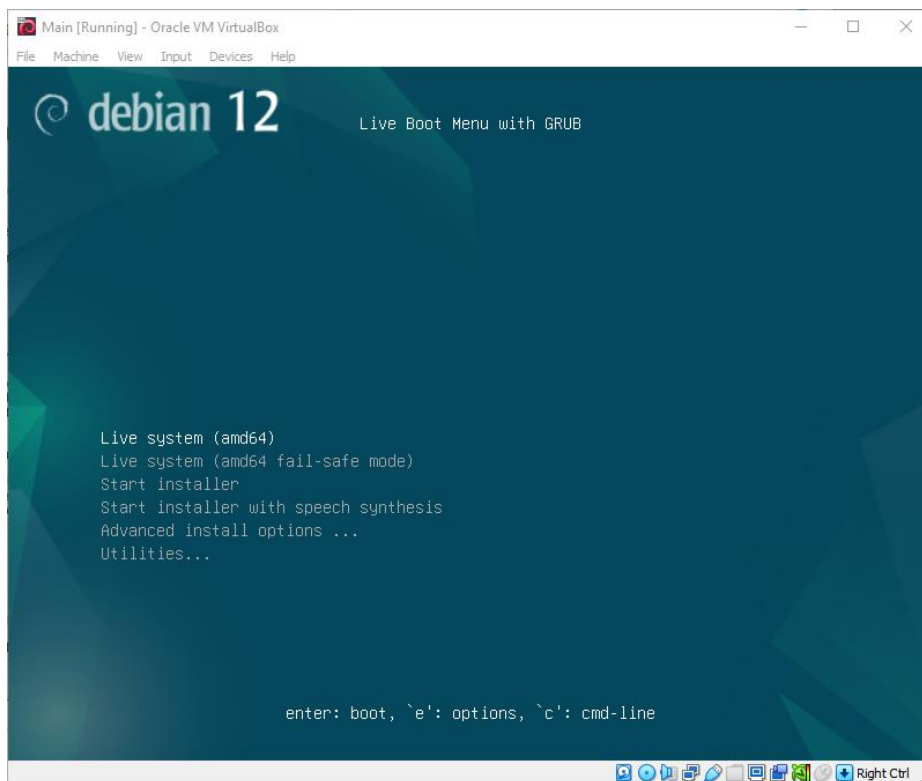 Main [Running] - Oracle VM VirtualBox
File Machine View Input Devices Help
debian 12
Live Boot Menu with GRUB
Live system (amd64)
Live system (amd64 fail-safe mode)
Start installer
Start installer with speech synthesis
Advanced install options ...
Utilities...
enter: boot, `e': options, `c': cmd-line
Right Ctrl